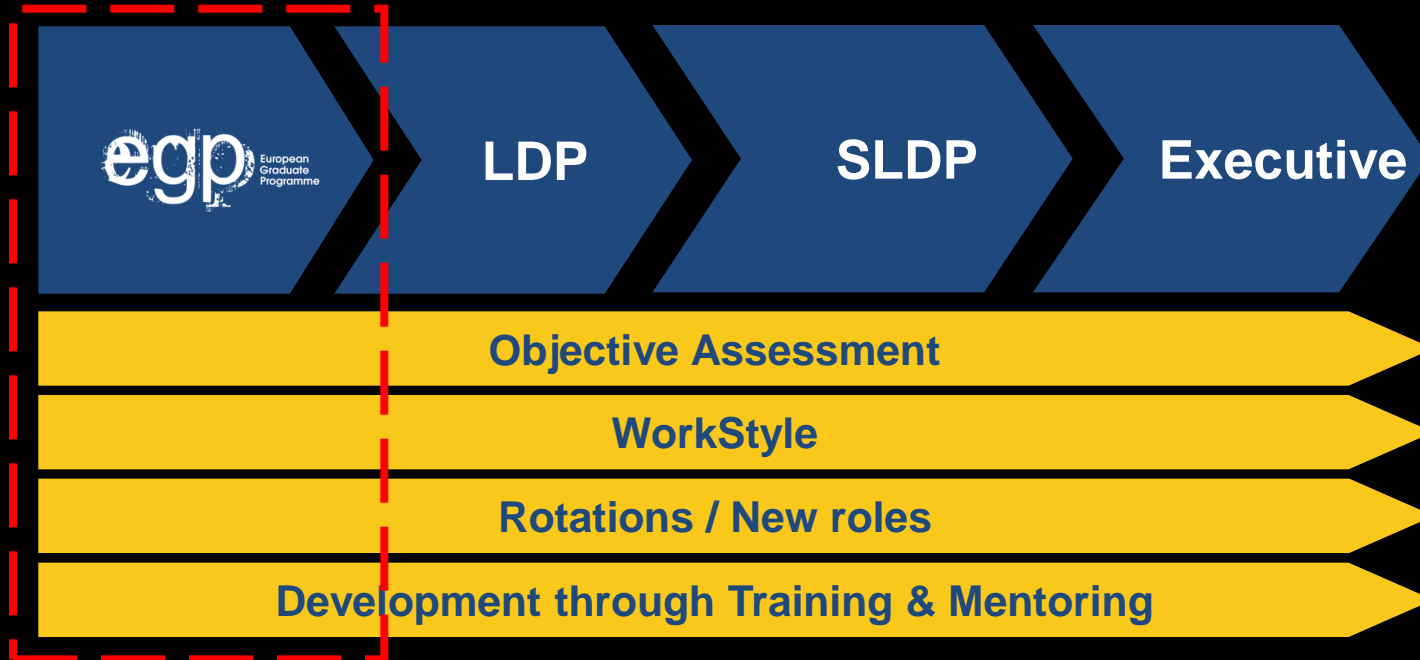 egp
European
Graduate
Programme
LDP
SLDP
Executive
Objective Assessment
WorkStyle
Rotations / New roles
Development through Training & Mentoring